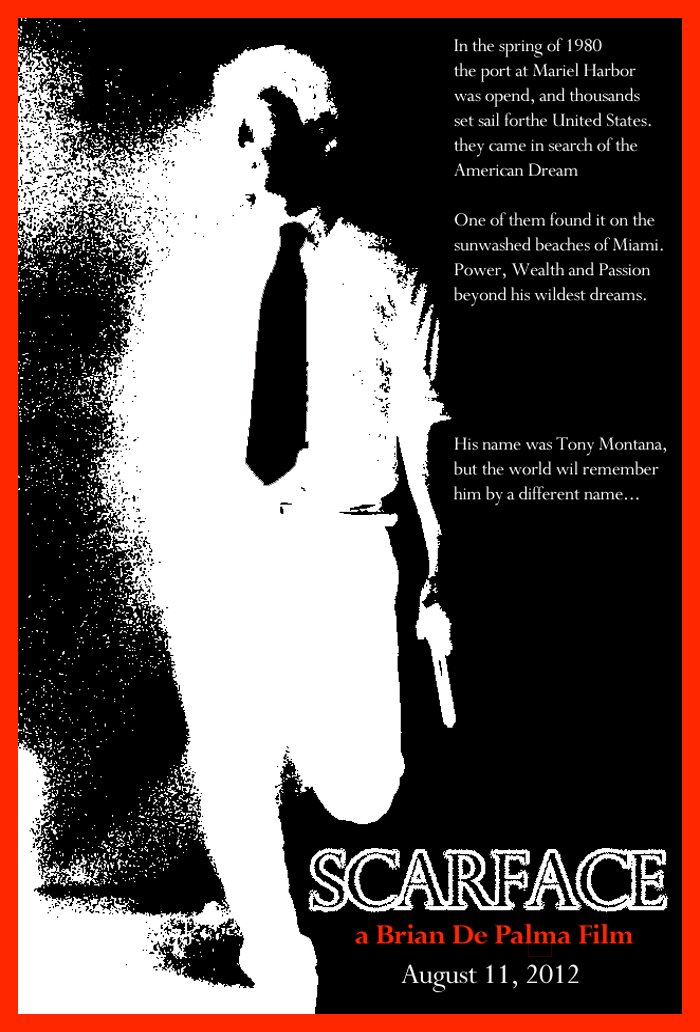 In the spring of 1980
the port at Mariel Harbor
was opend, and thousands
set sail forthe United States.
they came in search of the
American Dream
One of them found it on the
sunwashed beaches of Miami.
Power, Wealth and Passion
beyond his wildest dreams.
His name was Tony Montana,
but the world wil remember
him by a different name...
SCARFACE
a Brian De Palma Film
August 11, 2012